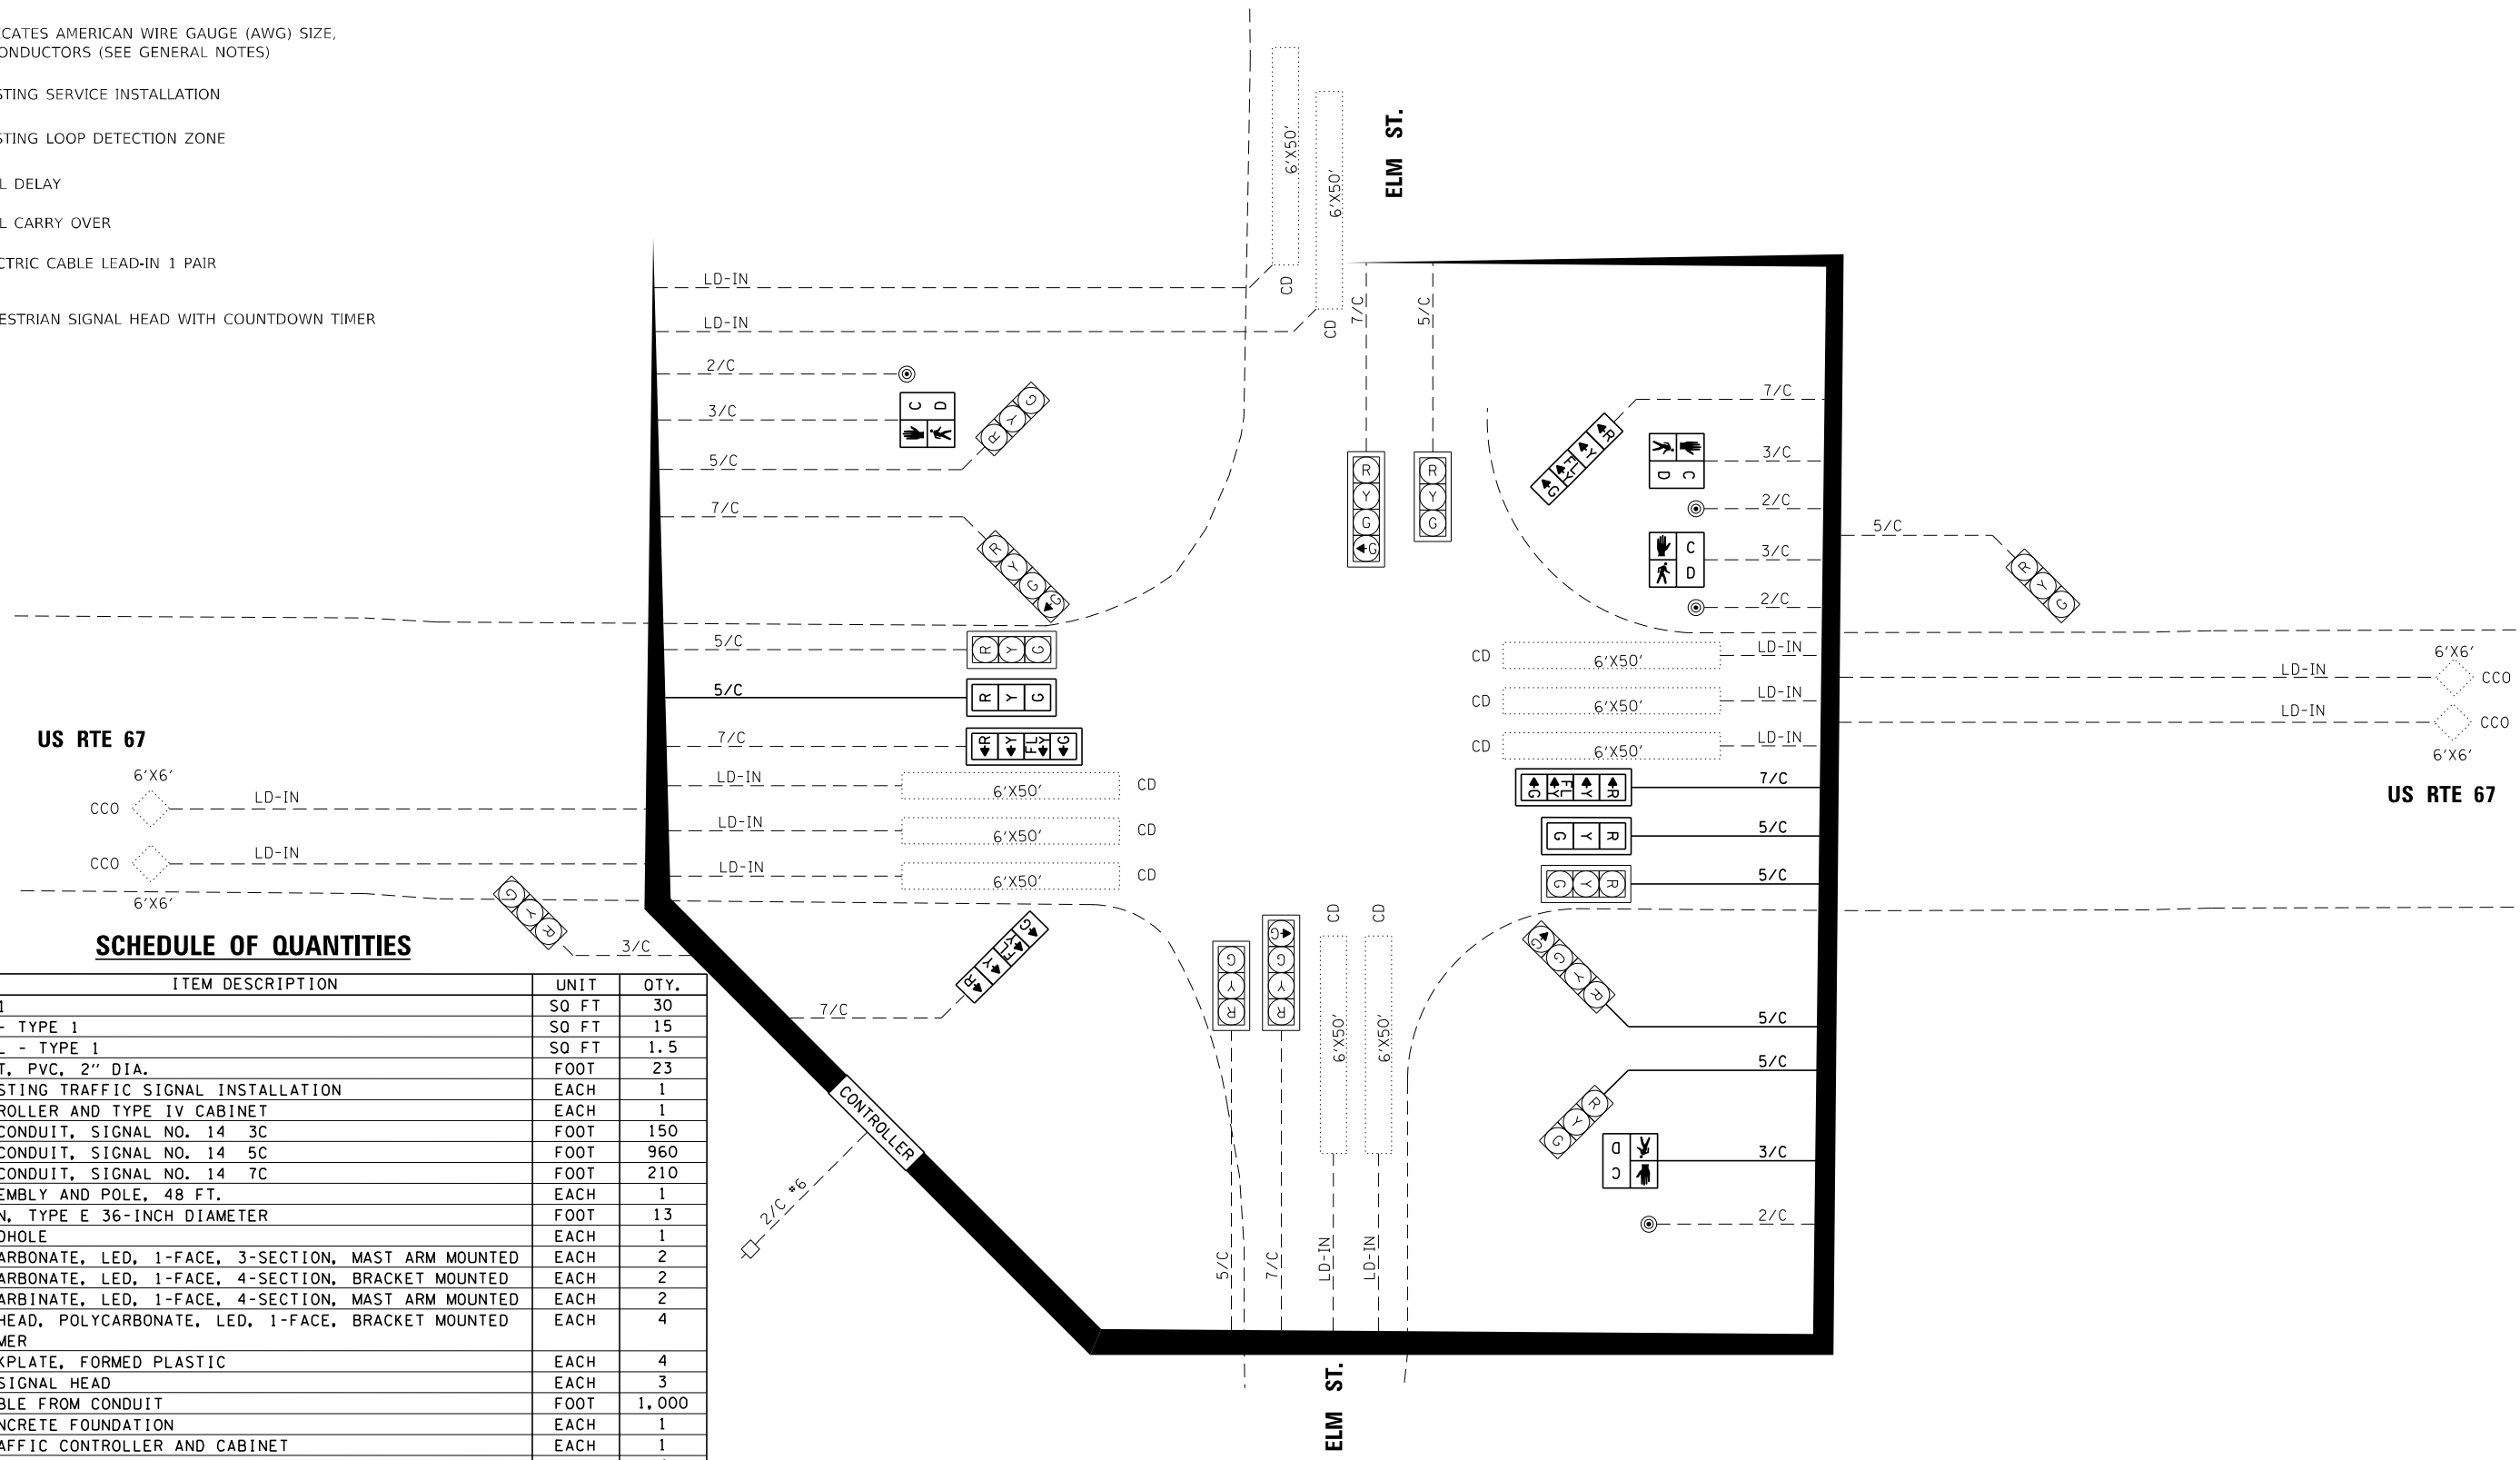 ICATES AMERICAN WIRE GAUGE (AWG) SIZE,
ONDUCTORS (SEE GENERAL NOTES)
STING SERVICE INSTALLATION
STING LOOP DETECTION ZONE
L DELAY
L CARRY OVER
CTRIC CABLE LEAD-IN 1 PAIR
ESTRIAN SIGNAL HEAD WITH COUNTDOWN TIMER
ELM ST.
6'X50'
6'X50'
CD
CD
LD-IN
LD-IN
2/C
3/C
C D
5/C
R Y G
7/C
R Y G G
7/C
5/C
R Y G G
R Y G
7/C
R Y FLY G
3/C
C D
2/C
3/C
C D
2/C
5/C
R Y G
5/C
R Y G
5/C
R Y G
7/C
R Y FLY G
LD-IN
6'X50'
CD
LD-IN
6'X50'
CD
LD-IN
6'X50'
CD
CD
6'X50'
LD-IN
CD
6'X50'
LD-IN
CD
6'X50'
LD-IN
7/C
G FLY Y R
5/C
G Y R
5/C
G Y R
6'X6'
LD-IN
CCO
LD-IN
CCO
6'X6'
US RTE 67
US RTE 67
6'X6'
CCO
LD-IN
CCO
LD-IN
6'X6'
G Y R
3/C
R Y FLY G
7/C
CONTROLLER
2/C #6
G Y R
G G Y R
5/C
7/C
CD
CD
6'X50'
6'X50'
LD-IN
LD-IN
G G Y R
5/C
5/C
R Y G
D C
3/C
2/C
ELM ST.
SCHEDULE OF QUANTITIES
ITEM DESCRIPTION UNIT QTY.
1 SQ FT 30
- TYPE 1 SQ FT 15
L - TYPE 1 SQ FT 1.5
T, PVC, 2" DIA. FOOT 23
STING TRAFFIC SIGNAL INSTALLATION EACH 1
ROLLER AND TYPE IV CABINET EACH 1
CONDUIT, SIGNAL NO. 14 3C FOOT 150
CONDUIT, SIGNAL NO. 14 5C FOOT 960
CONDUIT, SIGNAL NO. 14 7C FOOT 210
EMBLY AND POLE, 48 FT. EACH 1
N, TYPE E 36-INCH DIAMETER FOOT 13
DHOLE EACH 1
ARBONATE, LED, 1-FACE, 3-SECTION, MAST ARM MOUNTED EACH 2
ARBONATE, LED, 1-FACE, 4-SECTION, BRACKET MOUNTED EACH 2
ARBINATE, LED, 1-FACE, 4-SECTION, MAST ARM MOUNTED EACH 2
HEAD, POLYCARBONATE, LED, 1-FACE, BRACKET MOUNTED EACH 4
MER
KPLATE, FORMED PLASTIC EACH 4
SIGNAL HEAD EACH 3
BLE FROM CONDUIT FOOT 1,000
NCRETE FOUNDATION EACH 1
AFFIC CONTROLLER AND CABINET EACH 1